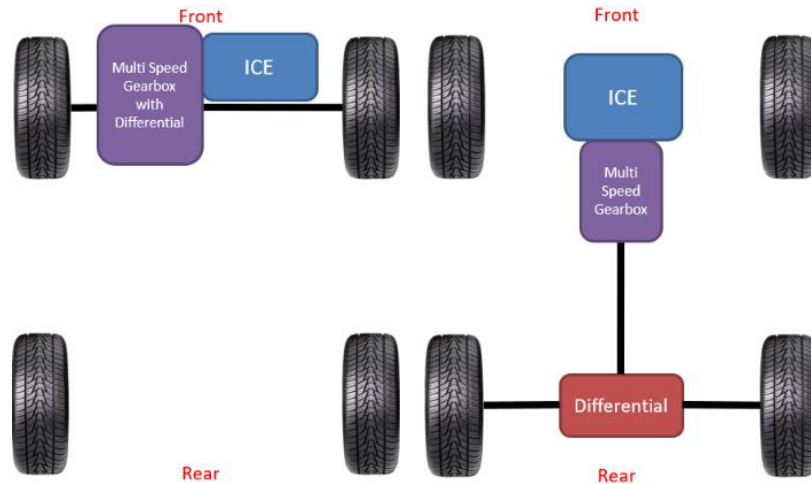 Front
Multi Speed
Gearbox
with
Differential
ICE
Rear
Front
ICE
Multi
Speed
Gearbox
Differential
Rear